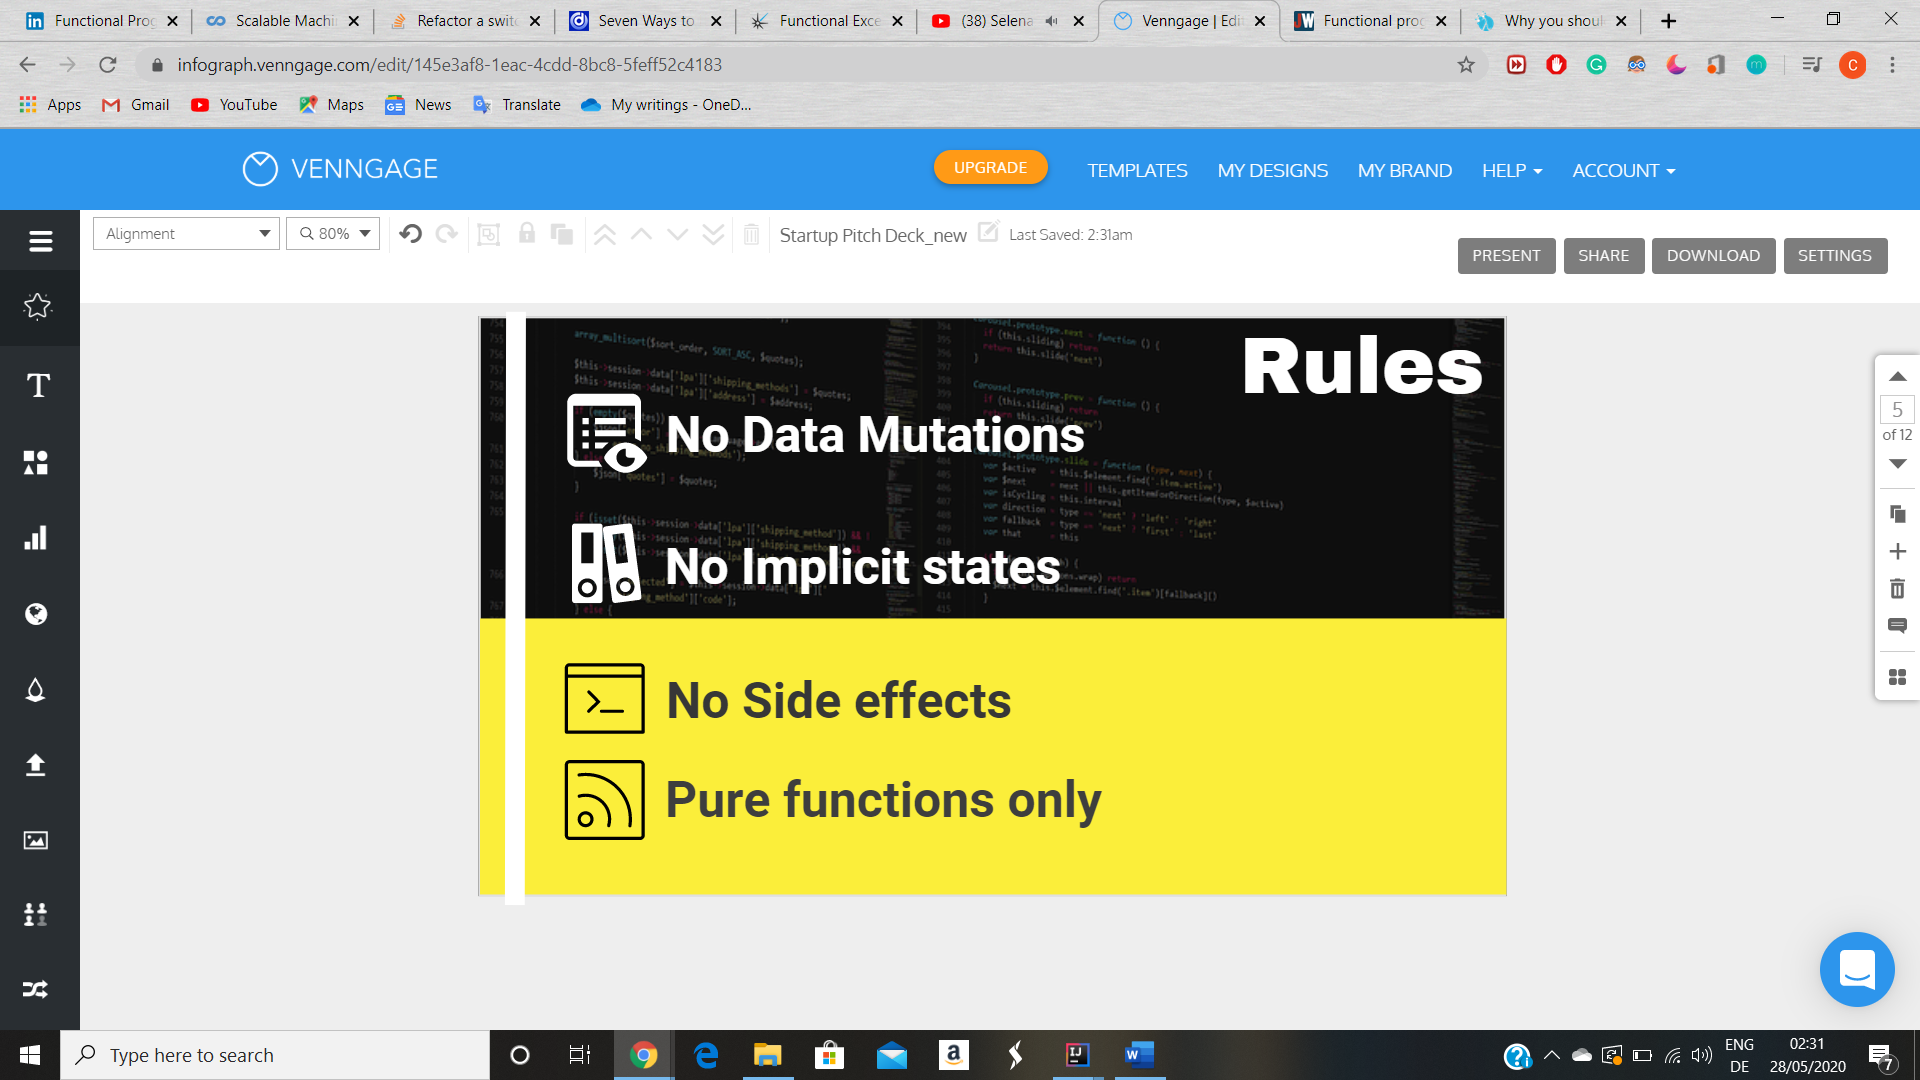 Functional Prog
Scalable Machi
Refactor a swit
Seven Ways to
Functional Exce
(38) Selena
Venngage | Edi
Functional prog
Why you shoul
infograph.venngage.com/edit/145e3af8-1eac-4cdd-8bc8-5feff52c4183
Apps
Gmail
YouTube
Maps
News
Translate
My writings - OneD...
VENNGAGE
UPGRADE
TEMPLATES
MY DESIGNS
MY BRAND
HELP
ACCOUNT
Alignment
80%
Startup Pitch Deck_new
Last Saved: 2:31am
PRESENT
SHARE
DOWNLOAD
SETTINGS
Rules
No Data Mutations
No Implicit states
No Side effects
Pure functions only
5
of 12
Type here to search
ENG
DE
02:31
28/05/2020
7